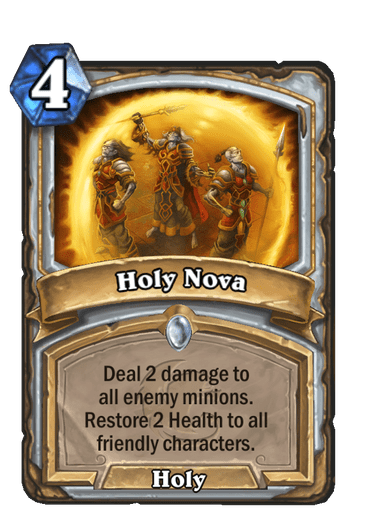 4
Holy Nova
Deal 2 damage to
all enemy minions.
Restore 2 Health to all
friendly characters.
Holy